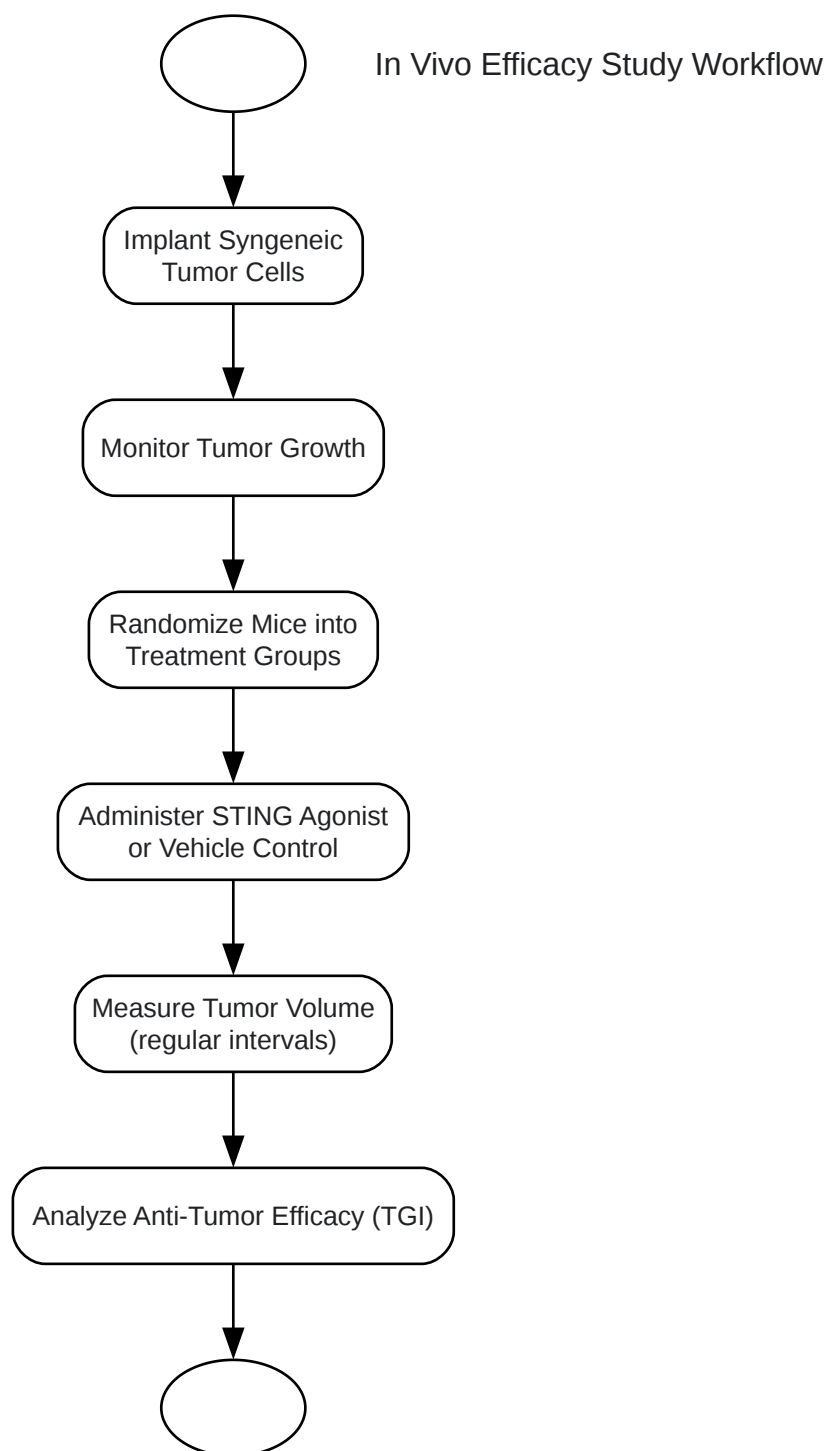 In Vivo Efficacy Study Workflow
Implant Syngeneic
Tumor Cells
Monitor Tumor Growth
Randomize Mice into
Treatment Groups
Administer STING Agonist
or Vehicle Control
Measure Tumor Volume
(regular intervals)
Analyze Anti-Tumor Efficacy (TGI)